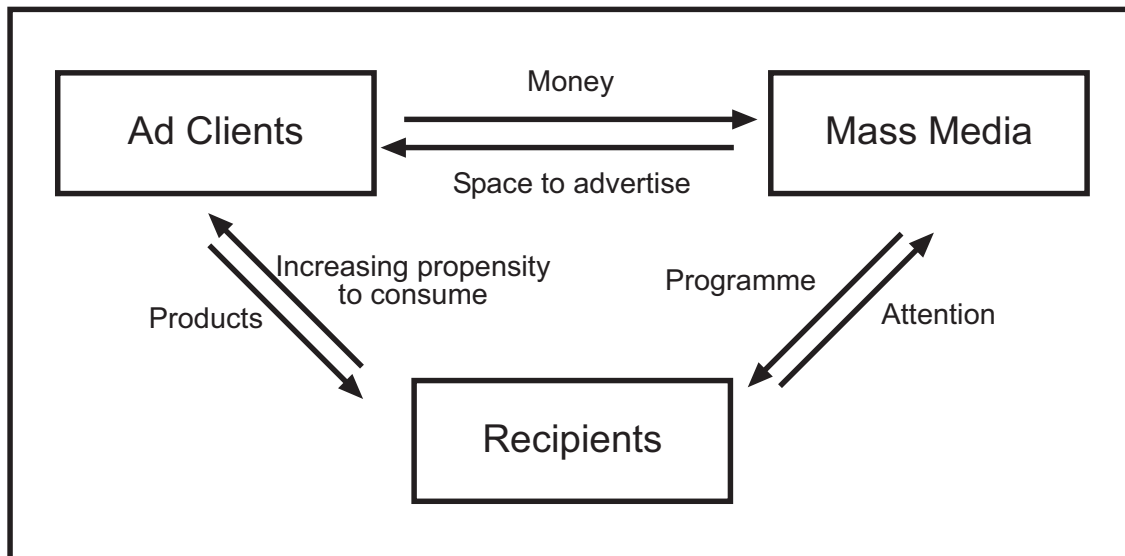 Money
Ad Clients
Mass Media
Space to advertise
Increasing propensity
to consume
Programme
Products
Attention
Recipients